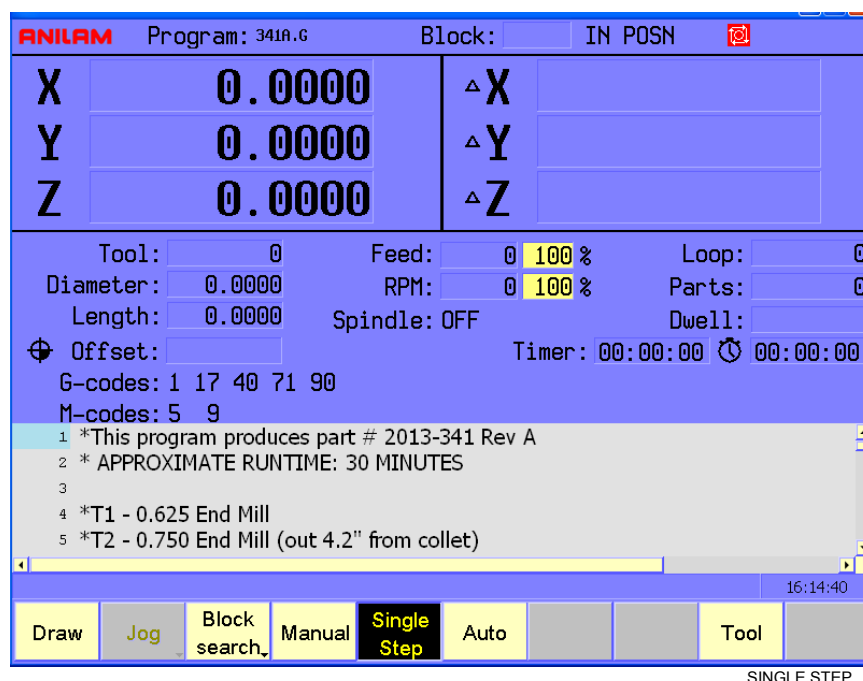 ANILAM Program: 341A.G Block: IN POSN
X 0.0000 △X
Y 0.0000 △Y
Z 0.0000 △Z
Tool: 0 Feed: 0 100 % Loop: 0
Diameter: 0.0000 RPM: 0 100 % Parts: 0
Length: 0.0000 Spindle: OFF Dwell:
Offset: Timer: 00:00:00 00:00:00
G-codes: 1 17 40 71 90
M-codes: 5 9
1 *This program produces part # 2013-341 Rev A
2 * APPROXIMATE RUNTIME: 30 MINUTES
3
4 *T1 - 0.625 End Mill
5 *T2 - 0.750 End Mill (out 4.2" from collet)
16:14:40
Draw Jog Block search Manual Single Step Auto Tool
SINGLE STEP